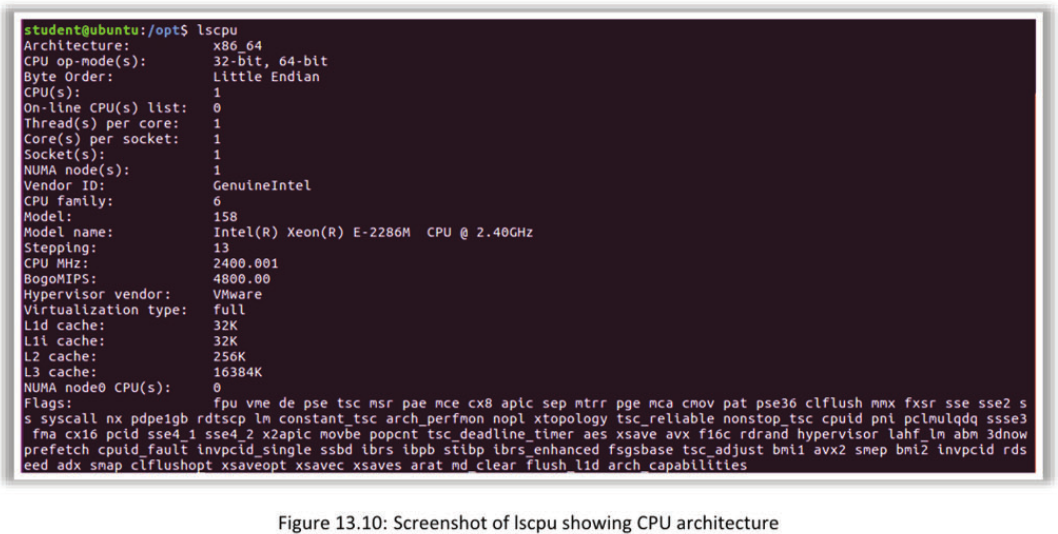 student@ubuntu:/opt$ lscpu
Architecture: x86_64
CPU op-mode(s): 32-bit, 64-bit
Byte Order: Little Endian
CPU(s): 1
On-line CPU(s) list: 0
Thread(s) per core: 1
Core(s) per socket: 1
Socket(s): 1
NUMA node(s): 1
Vendor ID: GenuineIntel
CPU family: 6
Model: 158
Model name: Intel(R) Xeon(R) E-2286M  CPU @ 2.40GHz
Stepping: 13
CPU MHz: 2400.001
BogoMIPS: 4800.00
Hypervisor vendor: VMware
Virtualization type: full
L1d cache: 32K
L1i cache: 32K
L2 cache: 256K
L3 cache: 16384K
NUMA node0 CPU(s): 0
Flags: fpu vme de pse tsc msr pae mce cx8 apic sep mtrr pge mca cmov pat pse36 clflush mmx fxsr sse sse2 s
s syscall nx pdpe1gb rdtscp lm constant_tsc arch_perfmon nopl xtopology tsc_reliable nonstop_tsc cpuid pni pclmulqdq ssse3
fma cx16 pcid sse4_1 sse4_2 x2apic movbe popcnt tsc_deadline_timer aes xsave avx f16c rdrand hypervisor lahf_lm abm 3dnow
prefetch cpuid_fault invpcid_single ssbd ibrs ibpb stibp ibrs_enhanced fsgsbase tsc_adjust bmi1 avx2 smep bmi2 invpcid rds
eed adx smap clflushopt xsaveopt xsavec xsaves arat md_clear flush_l1d arch_capabilities
Figure 13.10: Screenshot of lscpu showing CPU architecture